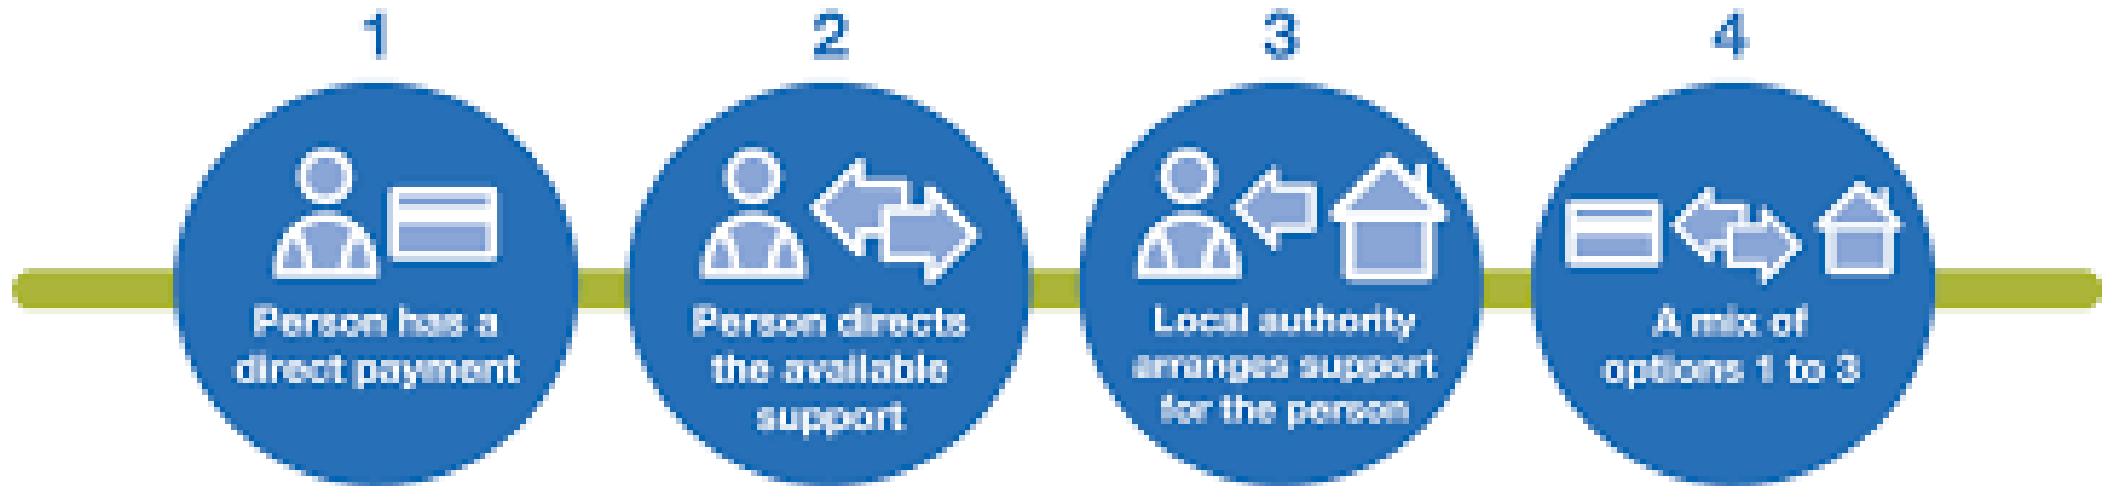 1
Person has a
direct payment
2
Person directs
the available
support
3
Local authority
arranges support
for the person
4
A mix of
options 1 to 3